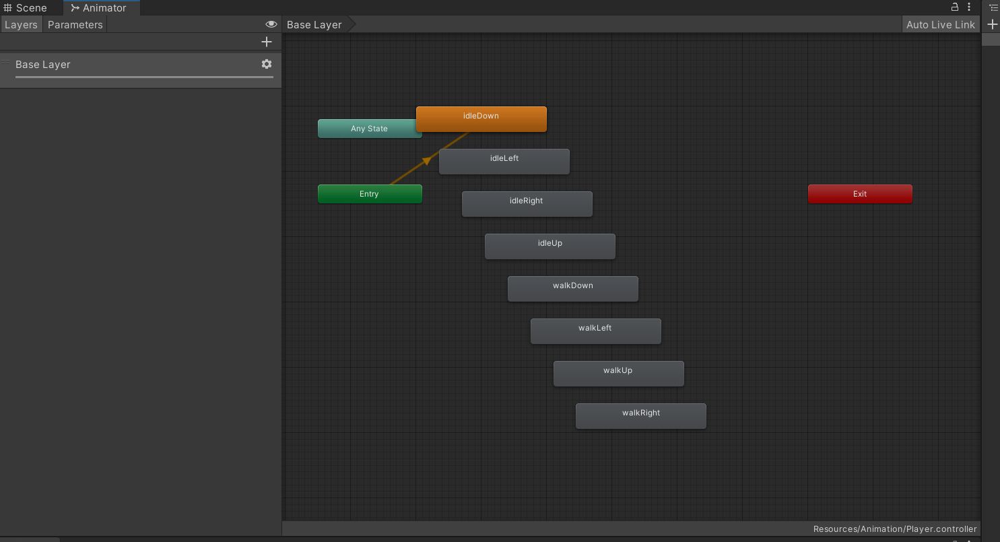 Scene
Animator
Layers
Parameters
Base Layer
Auto Live Link
Base Layer
idleDown
Any State
idleLeft
Entry
Exit
idleRight
idleUp
walkDown
walkLeft
walkUp
walkRight
Resources/Animation/Player.controller